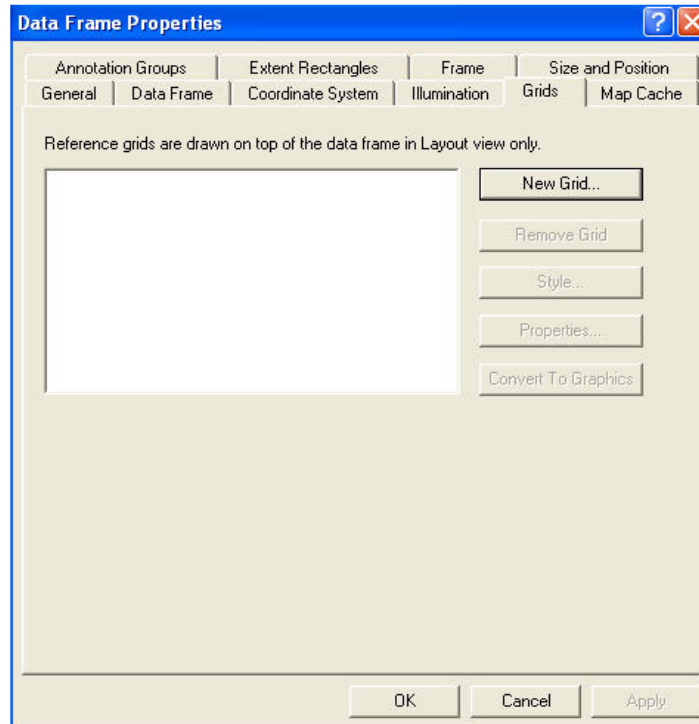 Data Frame Properties
?
Annotation Groups Extent Rectangles Frame Size and Position
General Data Frame Coordinate System Illumination Grids Map Cache
Reference grids are drawn on top of the data frame in Layout view only.
New Grid...
Remove Grid
Style...
Properties...
Convert To Graphics
OK Cancel Apply